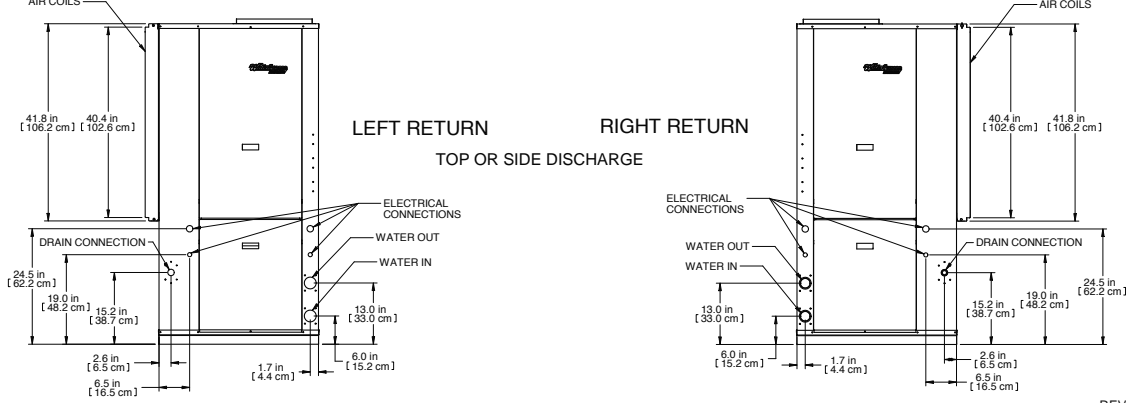 AIR COILS
AIR COILS
41.8 in
[106.2 cm]
40.4 in
[102.6 cm]
LEFT RETURN
RIGHT RETURN
TOP OR SIDE DISCHARGE
40.4 in
[102.6 cm]
41.8 in
[106.2 cm]
ELECTRICAL
CONNECTIONS
WATER OUT
WATER IN
DRAIN CONNECTION
24.5 in
[62.2 cm]
19.0 in
[48.2 cm]
15.2 in
[38.7 cm]
13.0 in
[33.0 cm]
6.0 in
[15.2 cm]
2.6 in
[6.5 cm]
6.5 in
[16.5 cm]
1.7 in
[4.4 cm]
ELECTRICAL
CONNECTIONS
WATER OUT
WATER IN
DRAIN CONNECTION
13.0 in
[33.0 cm]
6.0 in
[15.2 cm]
1.7 in
[4.4 cm]
24.5 in
[62.2 cm]
19.0 in
[48.2 cm]
15.2 in
[38.7 cm]
2.6 in
[6.5 cm]
6.5 in
[16.5 cm]